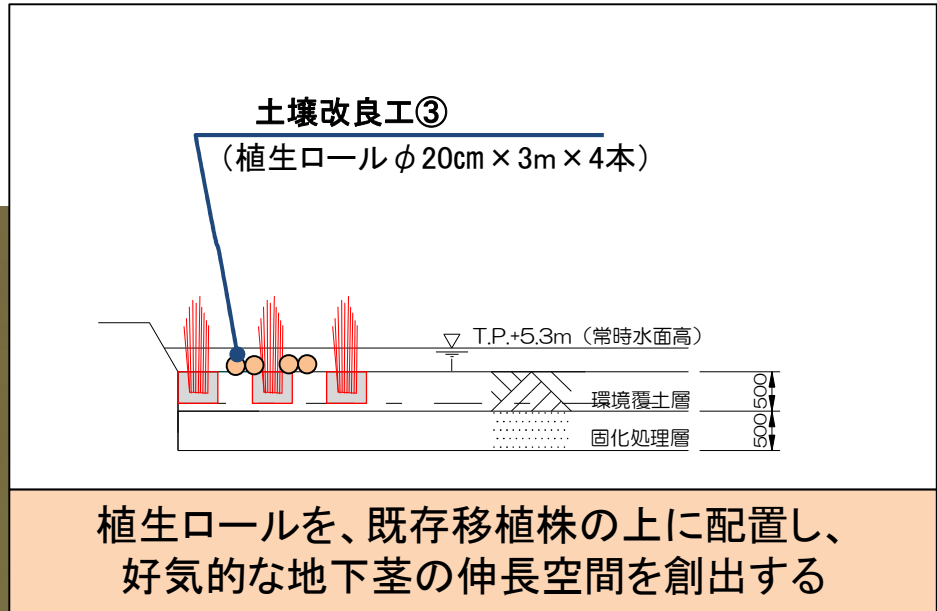 土壌改良工③
（植生ロールφ20cm×3m×4本）
T.P.+5.3m（常時水面高）
環境覆土層
500
固化処理層
500
植生ロールを、既存移植株の上に配置し、
好気的な地下茎の伸長空間を創出する